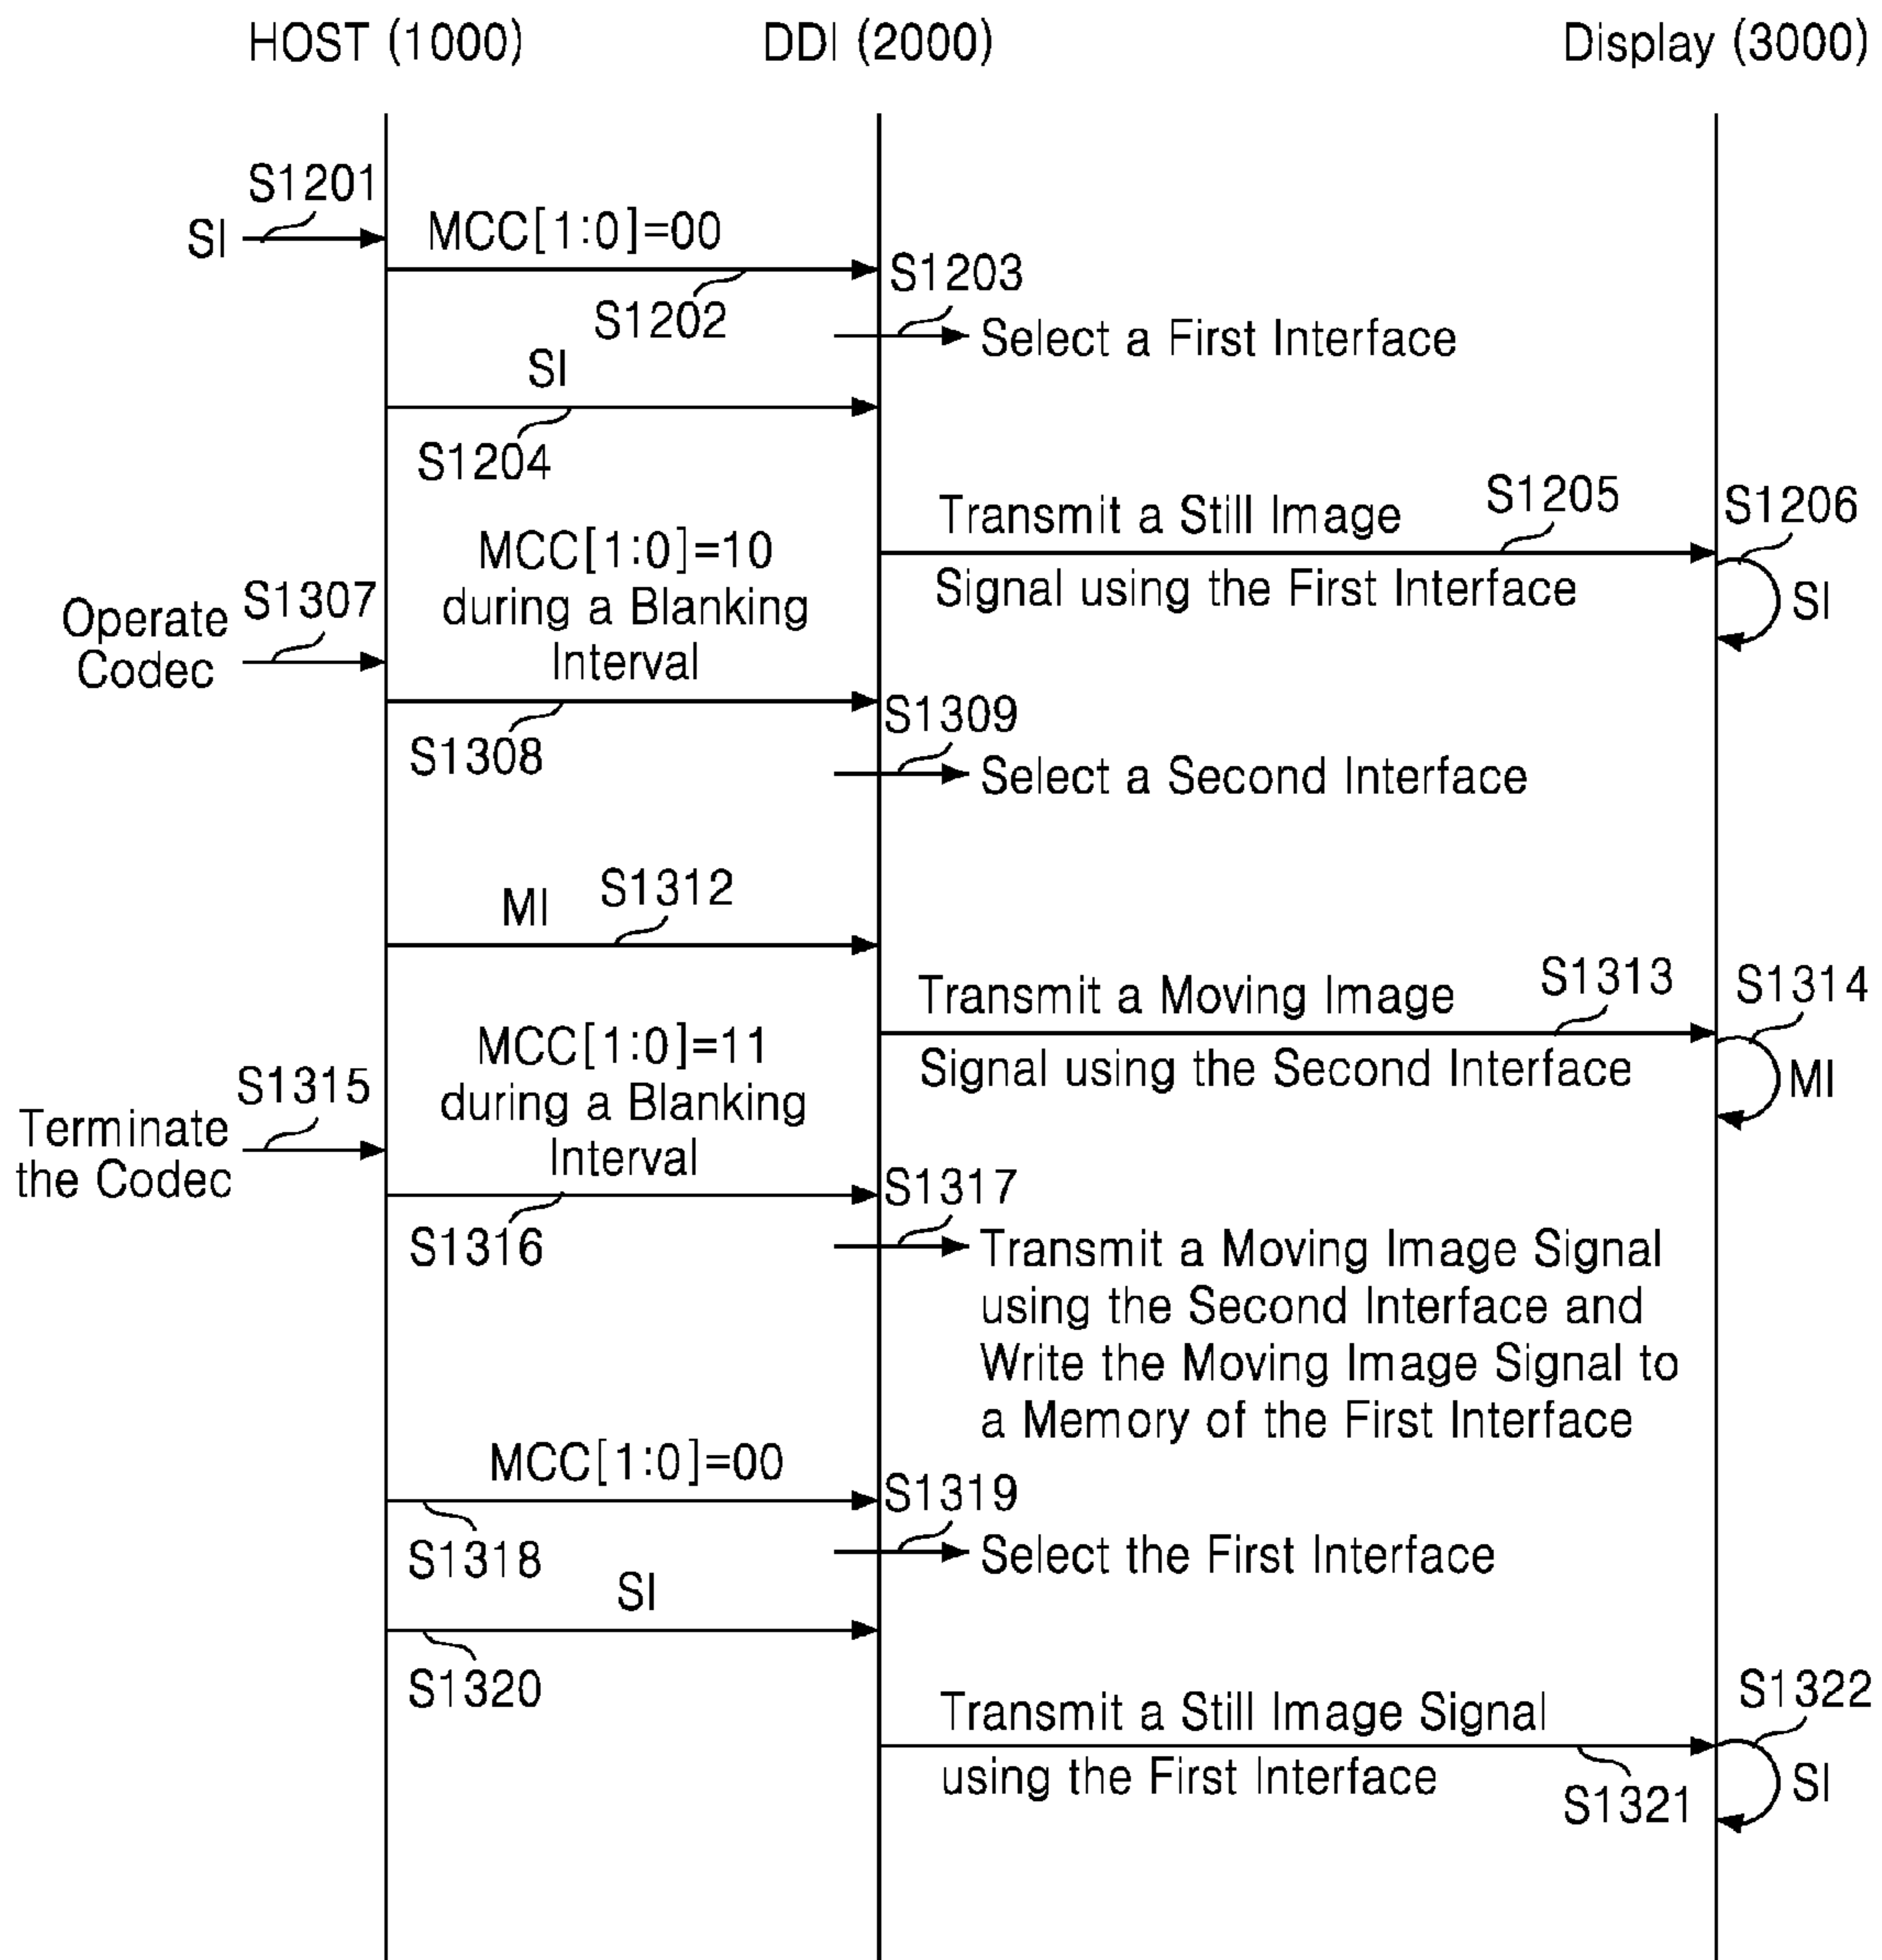 HOST (1000)
DDI (2000)
Display (3000)
S1201
SI
MCC[1:0]=00
S1202
S1203
Select a First Interface
SI
S1204
Transmit a Still Image
Signal using the First Interface
S1205
S1206
SI
Operate
Codec
S1307
MCC[1:0]=10
during a Blanking
Interval
S1308
S1309
Select a Second Interface
MI
S1312
Transmit a Moving Image
Signal using the Second Interface
S1313
S1314
MI
Terminate
the Codec
S1315
MCC[1:0]=11
during a Blanking
Interval
S1316
S1317
Transmit a Moving Image Signal
using the Second Interface and
Write the Moving Image Signal to
a Memory of the First Interface
MCC[1:0]=00
S1318
S1319
Select the First Interface
SI
S1320
Transmit a Still Image Signal
using the First Interface
S1321
S1322
SI